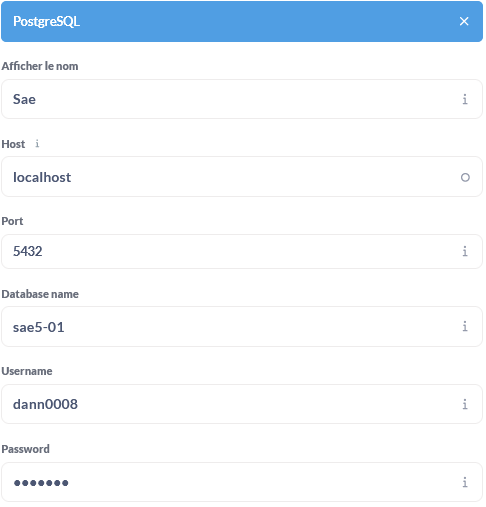 PostgreSQL
Afficher le nom
Sae
Host
localhost
Port
5432
Database name
sae5-01
Username
dann0008
Password
•••••••